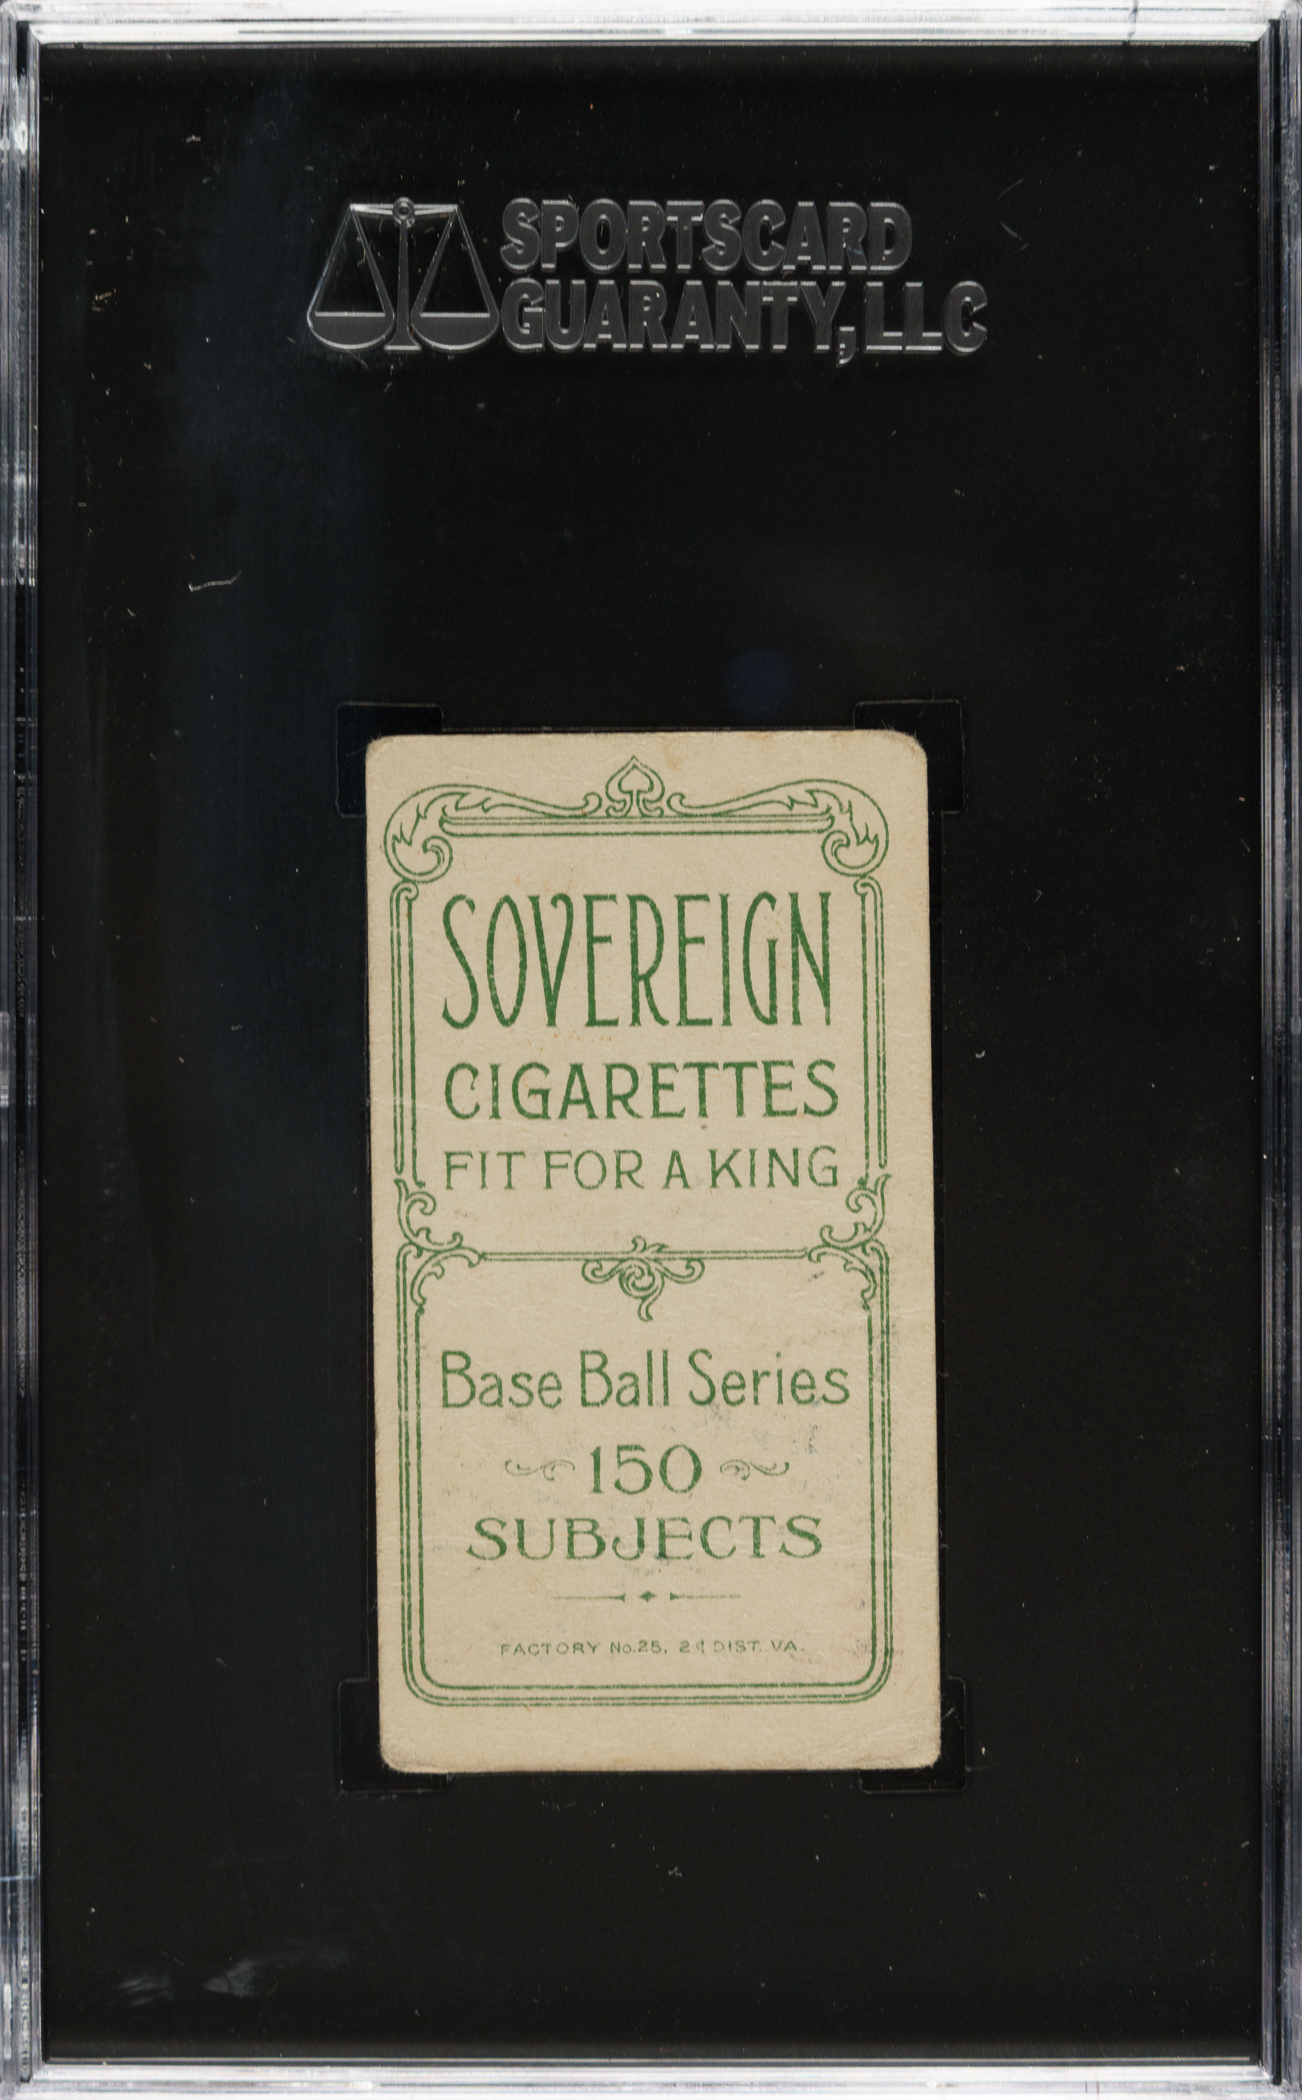 SPORTSCARD
GUARANTY, LLC
SOVEREIGN
CIGARETTES
FIT FOR A KING
Base Ball Series
150
SUBJECTS
FACTORY No. 25, 2d DIST. VA.